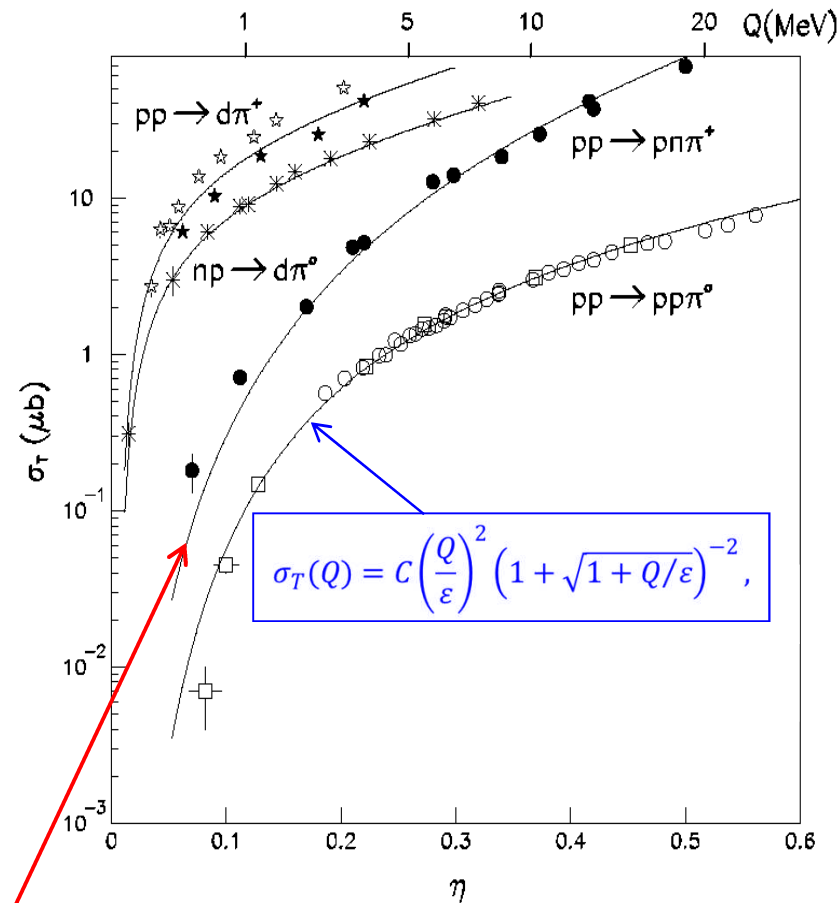 1 5 10 20 Q(MeV)
pp → dπ⁺
pp → pnπ⁺
10
np → dπ⁰
pp → ppπ⁰
1
σ_T (μb)
10⁻¹
σ_T(Q) = C(Q/ε)²(1 + √(1 + Q/ε))⁻²,
10⁻²
10⁻³
0 0.1 0.2 0.3 0.4 0.5 0.6
η